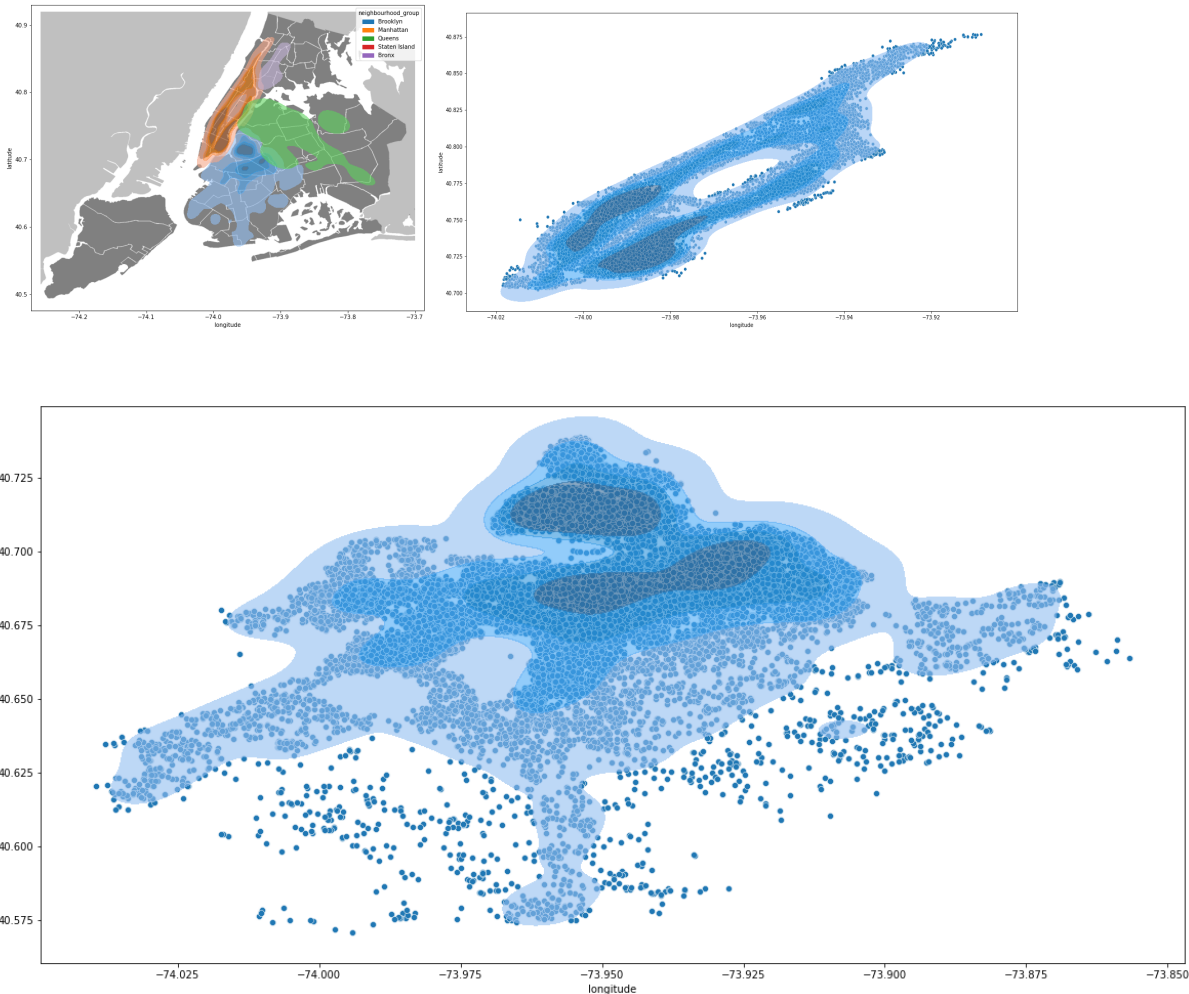 neighbourhood_group
Brooklyn
Manhattan
Queens
Staten Island
Bronx
40.9
40.8
40.7
40.6
40.5
latitude
−74.2 −74.1 −74.0 −73.9 −73.8 −73.7
longitude
40.875
40.850
40.825
40.800
40.775
40.750
40.725
40.700
latitude
−74.02 −74.00 −73.98 −73.96 −73.94 −73.92
longitude
40.725
40.700
40.675
40.650
40.625
40.600
40.575
−74.025 −74.000 −73.975 −73.950 −73.925 −73.900 −73.875 −73.850
longitude